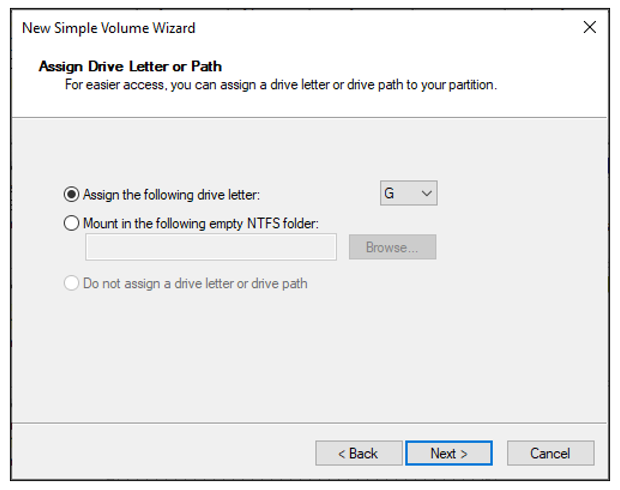 New Simple Volume Wizard
Assign Drive Letter or Path
For easier access, you can assign a drive letter or drive path to your partition.
Assign the following drive letter:
G
Mount in the following empty NTFS folder:
Browse...
Do not assign a drive letter or drive path
< Back
Next >
Cancel